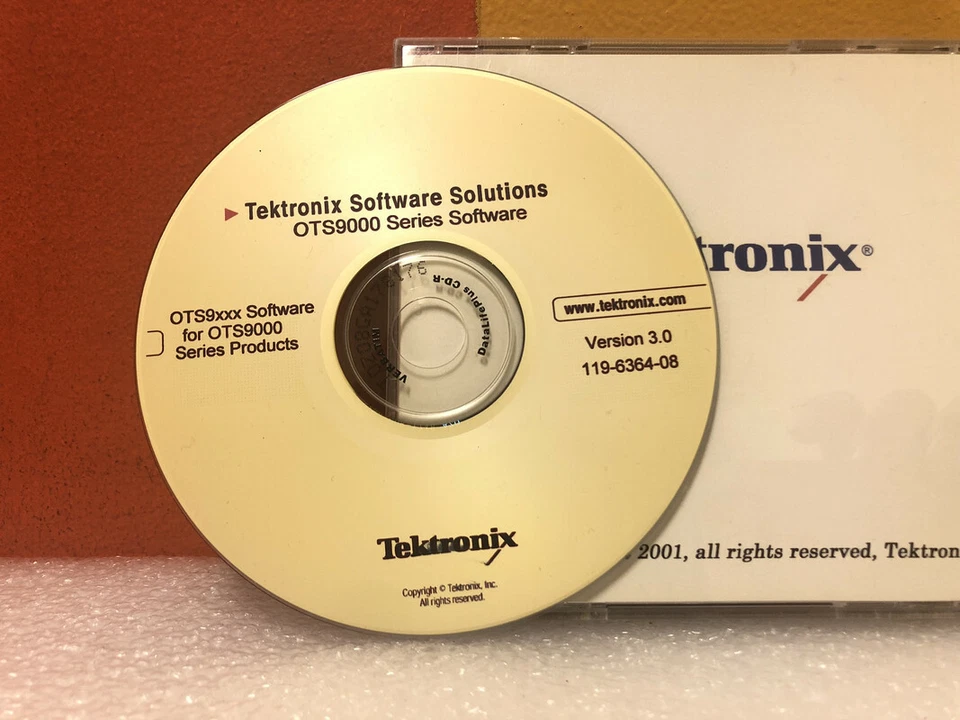 Tektronix Software Solutions
OTS9000 Series Software
OTS9xxx Software
for OTS9000
Series Products
www.tektronix.com
Version 3.0
119-6364-08
DataLifePlus CD-R
Tektronix
Copyright © Tektronix, Inc.
All rights reserved.
tronix®
2001, all rights reserved, Tektron